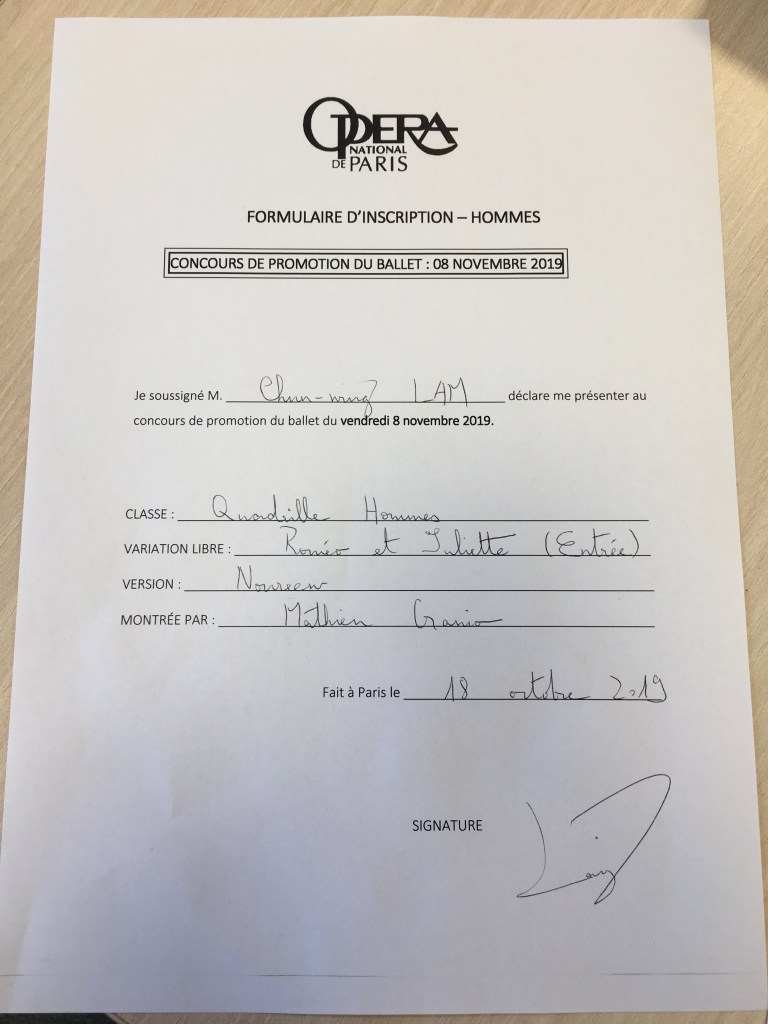 OPERA
NATIONAL
DE PARIS
FORMULAIRE D'INSCRIPTION – HOMMES
CONCOURS DE PROMOTION DU BALLET : 08 NOVEMBRE 2019
Je soussigné M. Chun-wing LAM déclare me présenter au
concours de promotion du ballet du vendredi 8 novembre 2019.
CLASSE : Quadrille Hommes
VARIATION LIBRE : Roméo et Juliette (Entrée)
VERSION : Noureev
MONTRÉE PAR : Mathieu Ganio
Fait à Paris le 18 octobre 2019
SIGNATURE